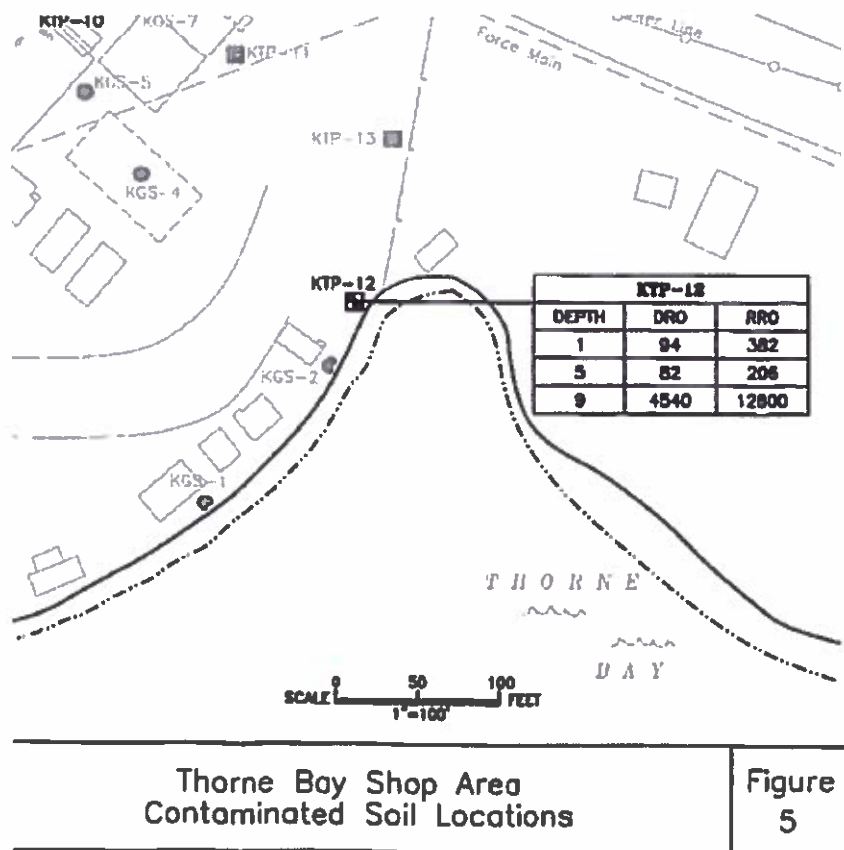 KTP-10
KGS-7
KTP-11
Force Main
Line
KGS-5
KTP-13
KGS-4
KTP-12
KTP-12
DEPTH DRO RRO
1 94 382
5 82 206
9 4540 12800
KGS-2
KGS-1
THORNE
BAY
0 50 100
SCALE FEET
1"=100'
Thorne Bay Shop Area
Contaminated Soil Locations
Figure
5